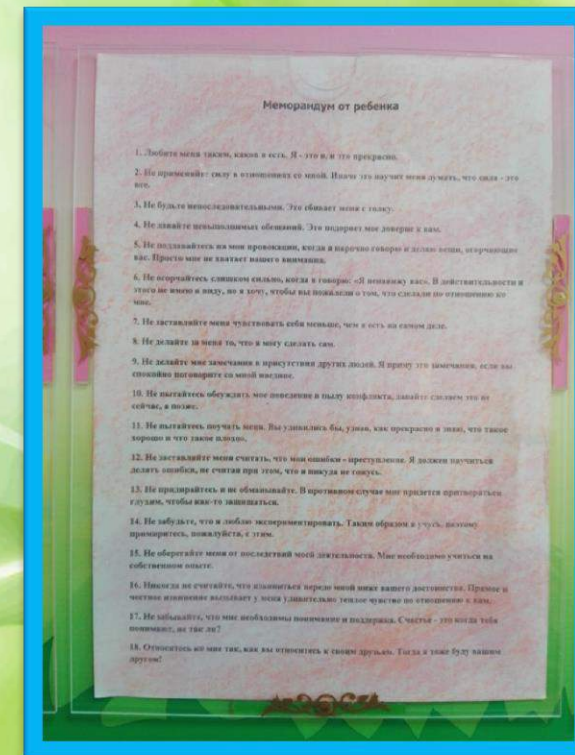 Меморандум от ребенка
1. Любите меня таким, каков я есть. Я - это я, и это прекрасно.
2. Не применяйте силу в отношениях со мной. Иначе это научит меня думать, что сила - это
все.
3. Не будьте непоследовательными. Это сбивает меня с толку.
4. Не давайте невыполнимых обещаний. Это подорвет мое доверие к вам.
5. Не поддавайтесь на мои провокации, когда я нарочно говорю и делаю вещи, огорчающие
вас. Просто мне не хватает вашего внимания.
6. Не огорчайтесь слишком сильно, когда я говорю: «Я ненавижу вас». В действительности я
этого не имею в виду, но я хочу, чтобы вы пожалели о том, что сделали по отношению ко
мне.
7. Не заставляйте меня чувствовать себя меньше, чем я есть на самом деле.
8. Не делайте за меня то, что я могу сделать сам.
9. Не делайте мне замечания в присутствии других людей. Я приму это замечания, если вы
спокойно поговорите со мной наедине.
10. Не пытайтесь обсуждать мое поведение в пылу конфликта, давайте сделаем это не
сейчас, а позже.
11. Не пытайтесь поучать меня. Вы удивились бы, узнав, как прекрасно я знаю, что такое
хорошо и что такое плохо.
12. Не заставляйте меня считать, что мои ошибки - преступление. Я должен научиться
делать ошибки, не считая при этом, что я никуда не гожусь.
13. Не придирайтесь и не обманывайте. В противном случае мне придется притворяться
глухим, чтобы как-то защищаться.
14. Не забудьте, что я люблю экспериментировать. Таким образом я учусь, поэтому
примиритесь, пожалуйста, с этим.
15. Не оберегайте меня от последствий моей деятельности. Мне необходимо учиться на
собственном опыте.
16. Никогда не считайте, что извиниться передо мной ниже вашего достоинства. Прямое и
честное извинение вызывает у меня удивительно теплое чувство по отношению к вам.
17. Не забывайте, что мне необходимы понимание и поддержка. Счастье - это когда тебя
понимают, не так ли?
18. Относитесь ко мне так, как вы относитесь к своим друзьям. Тогда я тоже буду вашим
другом!